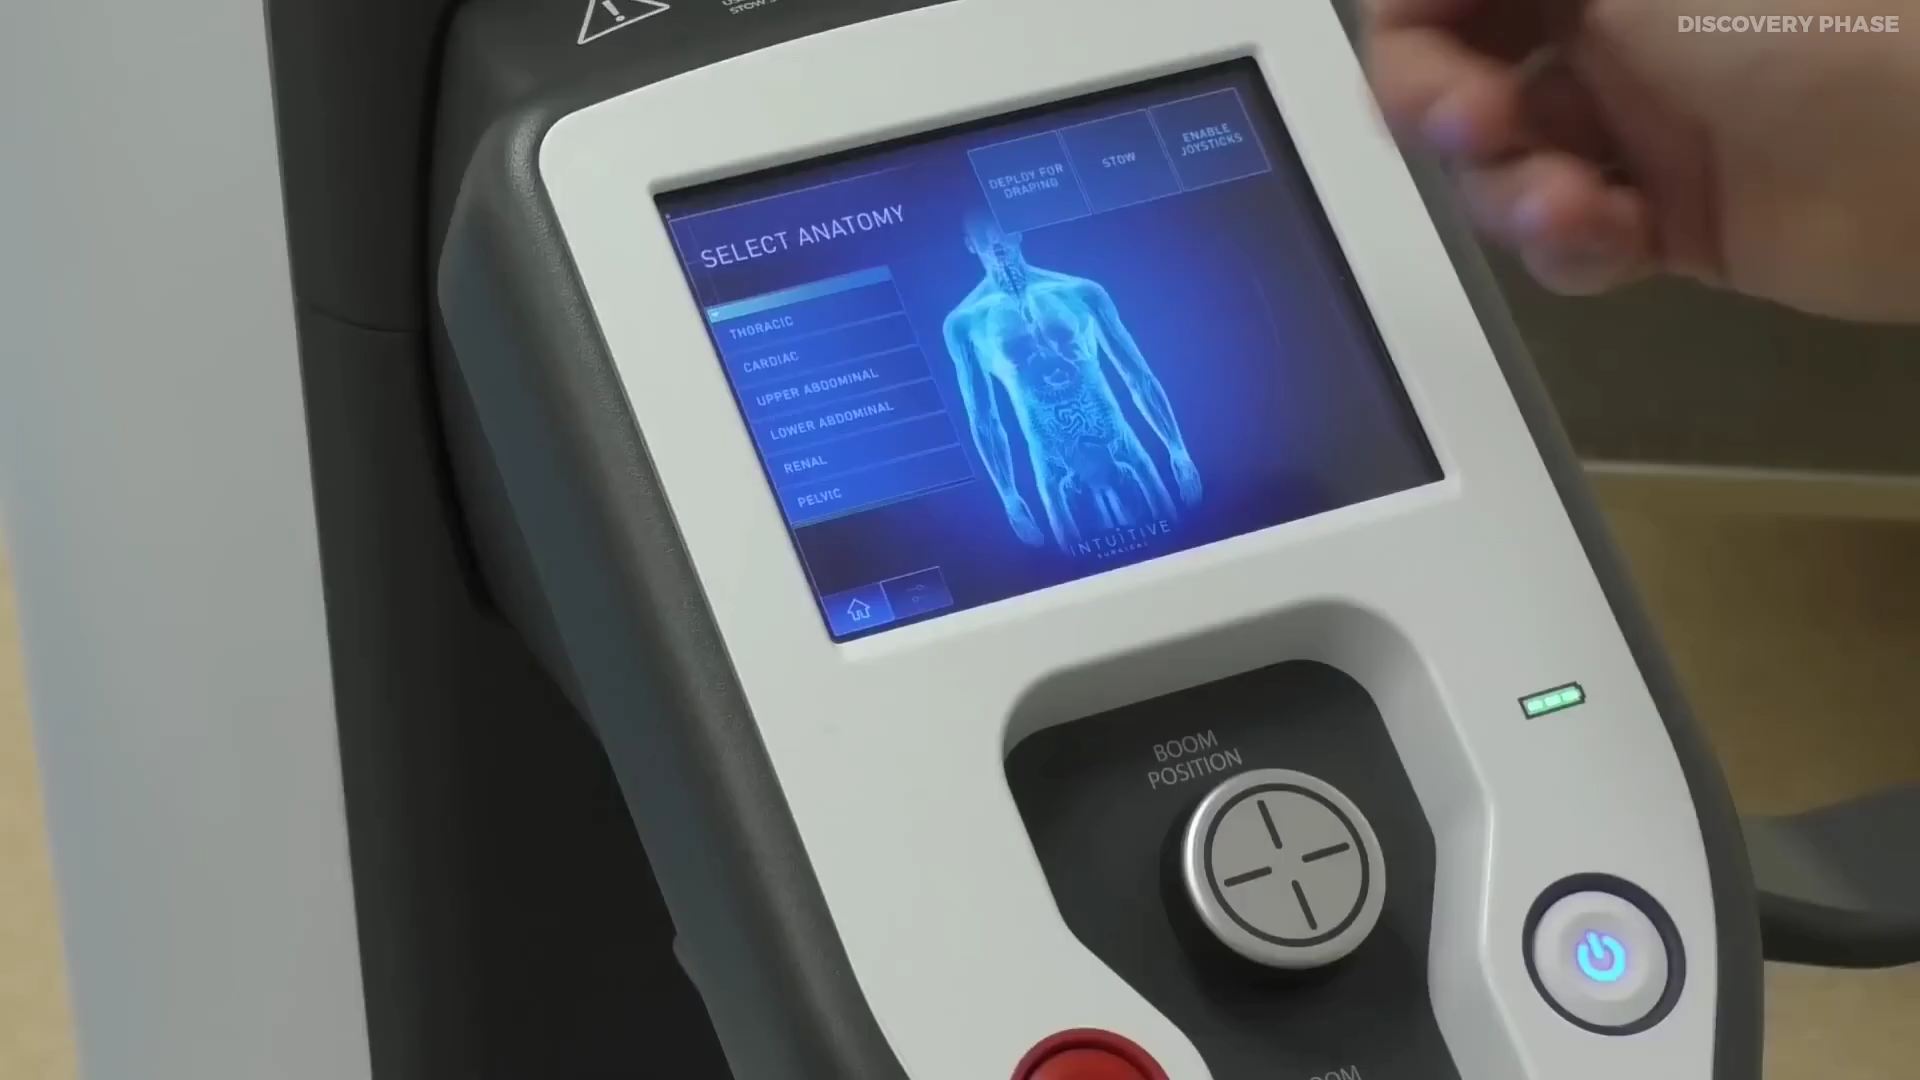 DISCOVERY PHASE
DEPLOY FOR
DRAPING
STOW
ENABLE
JOYSTICKS
SELECT ANATOMY
THORACIC
CARDIAC
UPPER ABDOMINAL
LOWER ABDOMINAL
RENAL
PELVIC
INTUITIVE
SURGICAL
BOOM
POSITION